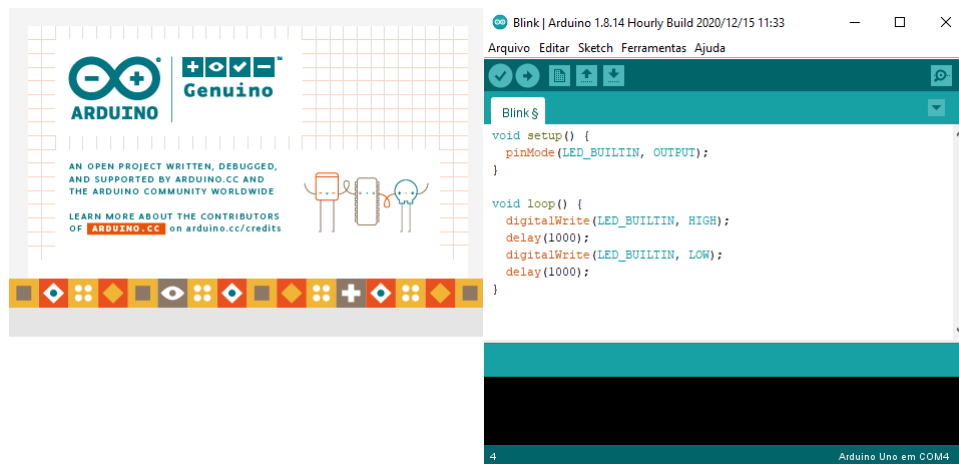 ARDUINO
™
Genuino
AN OPEN PROJECT WRITTEN, DEBUGGED,
AND SUPPORTED BY ARDUINO.CC AND
THE ARDUINO COMMUNITY WORLDWIDE
LEARN MORE ABOUT THE CONTRIBUTORS
OF ARDUINO.CC on arduino.cc/credits
Blink | Arduino 1.8.14 Hourly Build 2020/12/15 11:33
Arquivo Editar Sketch Ferramentas Ajuda
Blink §
void setup() {
pinMode(LED_BUILTIN, OUTPUT);
}
void loop() {
digitalWrite(LED_BUILTIN, HIGH);
delay(1000);
digitalWrite(LED_BUILTIN, LOW);
delay(1000);
}
4
Arduino Uno em COM4